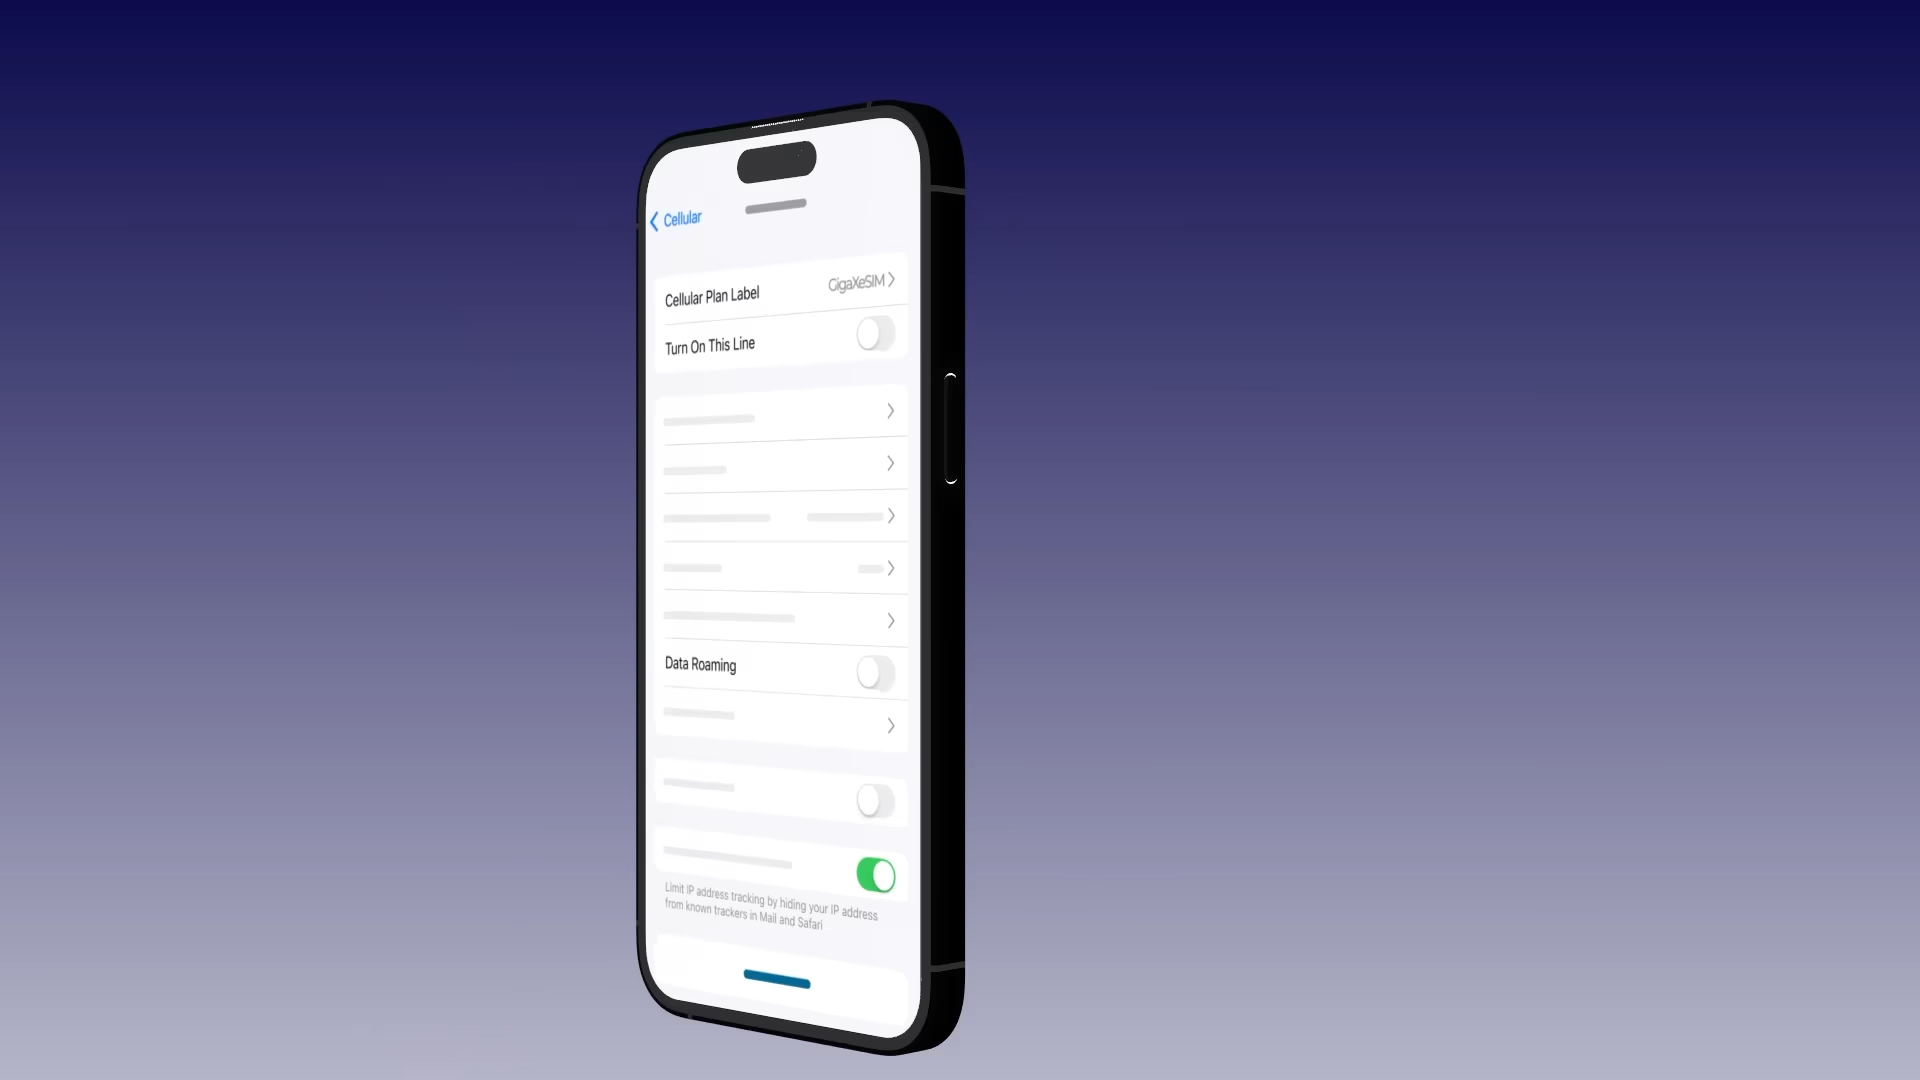 Cellular
Cellular Plan Label GigaXeSIM
Turn On This Line
Data Roaming
Limit IP address tracking by hiding your IP address
from known trackers in Mail and Safari